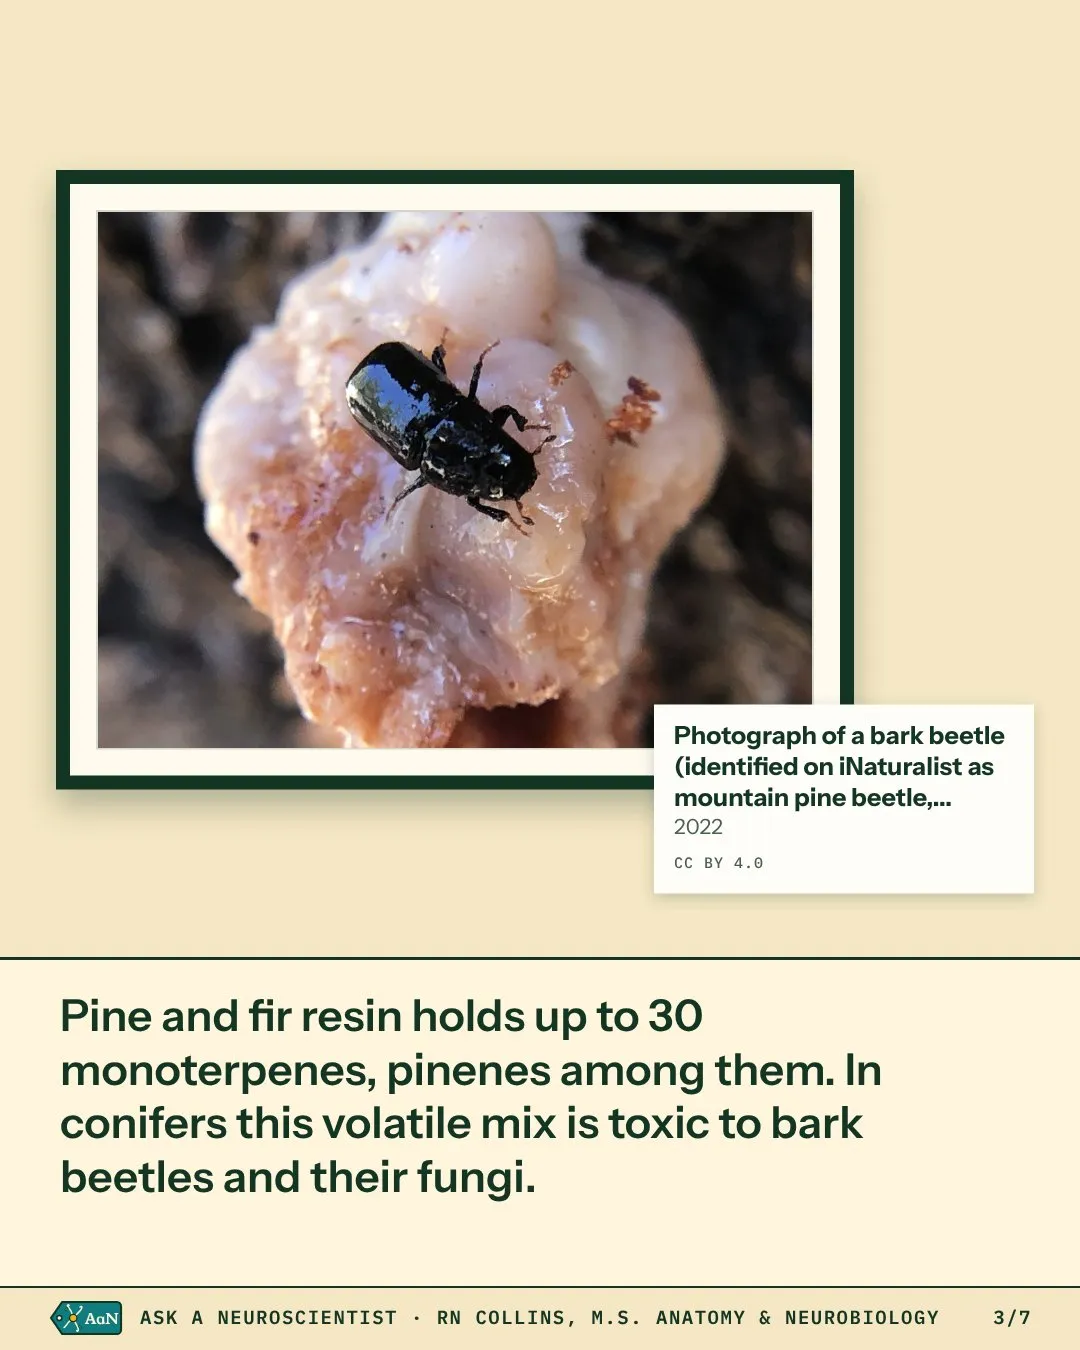 Photograph of a bark beetle
(identified on iNaturalist as
mountain pine beetle,...
2022
CC BY 4.0
Pine and fir resin holds up to 30
monoterpenes, pinenes among them. In
conifers this volatile mix is toxic to bark
beetles and their fungi.
AaN ASK A NEUROSCIENTIST · RN COLLINS, M.S. ANATOMY & NEUROBIOLOGY 3/7